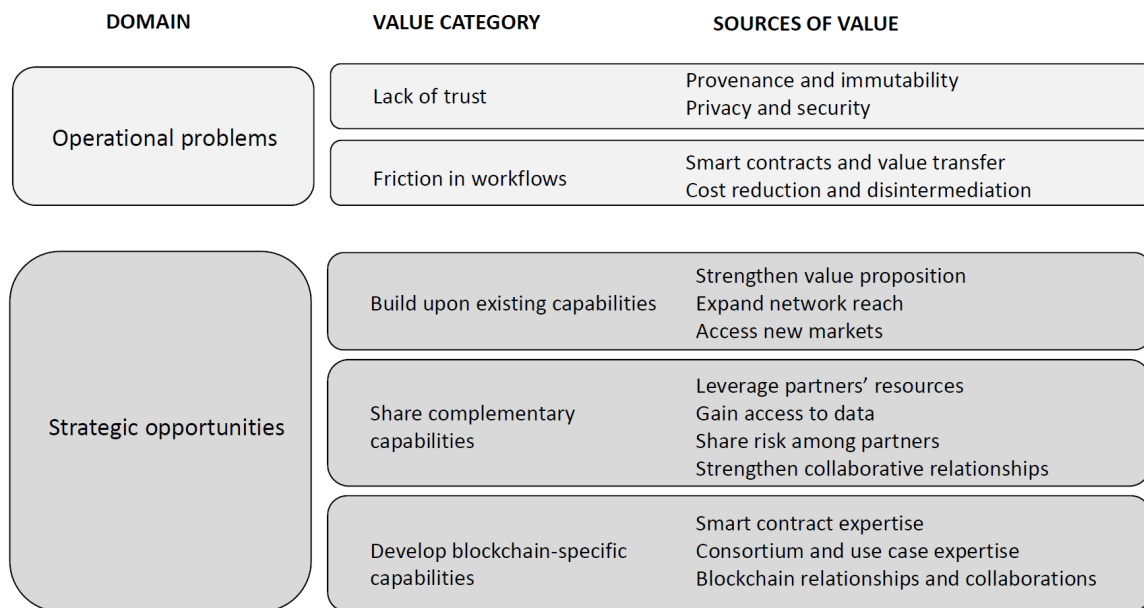 DOMAIN
VALUE CATEGORY
SOURCES OF VALUE
Operational problems
Lack of trust
Provenance and immutability
Privacy and security
Friction in workflows
Smart contracts and value transfer
Cost reduction and disintermediation
Strategic opportunities
Build upon existing capabilities
Strengthen value proposition
Expand network reach
Access new markets
Share complementary
capabilities
Leverage partners’ resources
Gain access to data
Share risk among partners
Strengthen collaborative relationships
Develop blockchain-specific
capabilities
Smart contract expertise
Consortium and use case expertise
Blockchain relationships and collaborations